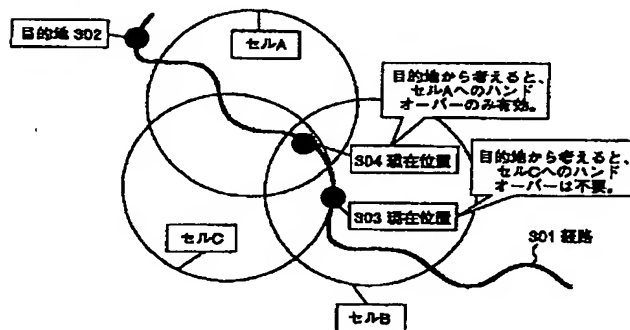 目的地 302
セルA
目的地から考えると、
セルAへのハンド
オーバーのみ有効。
304 現在位置
目的地から考えると、
セルCへのハンド
オーバーは不要。
303 現在位置
セルC
301 経路
セルB